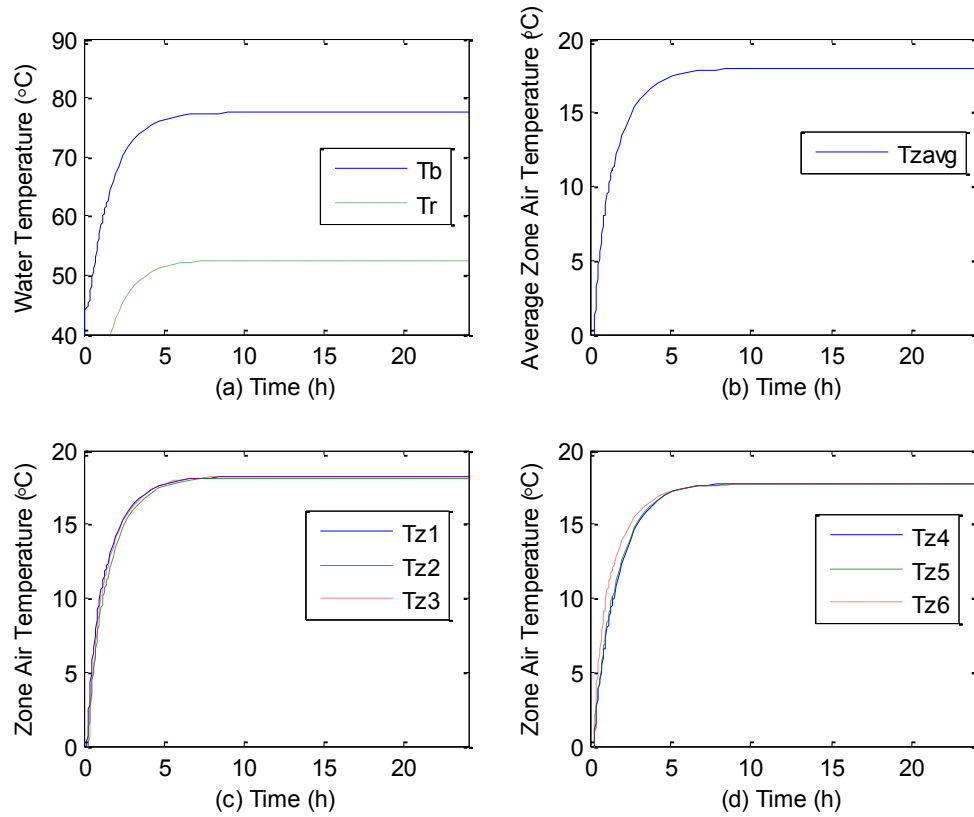 Water Temperature (°C)
90
80
70
60
50
40
Tb
Tr
0
5
10
15
20
(a) Time (h)
Average Zone Air Temperature (°C)
20
15
10
5
0
Tzavg
0
5
10
15
20
(b) Time (h)
Zone Air Temperature (°C)
20
15
10
5
0
Tz1
Tz2
Tz3
0
5
10
15
20
(c) Time (h)
Zone Air Temperature (°C)
20
15
10
5
0
Tz4
Tz5
Tz6
0
5
10
15
20
(d) Time (h)